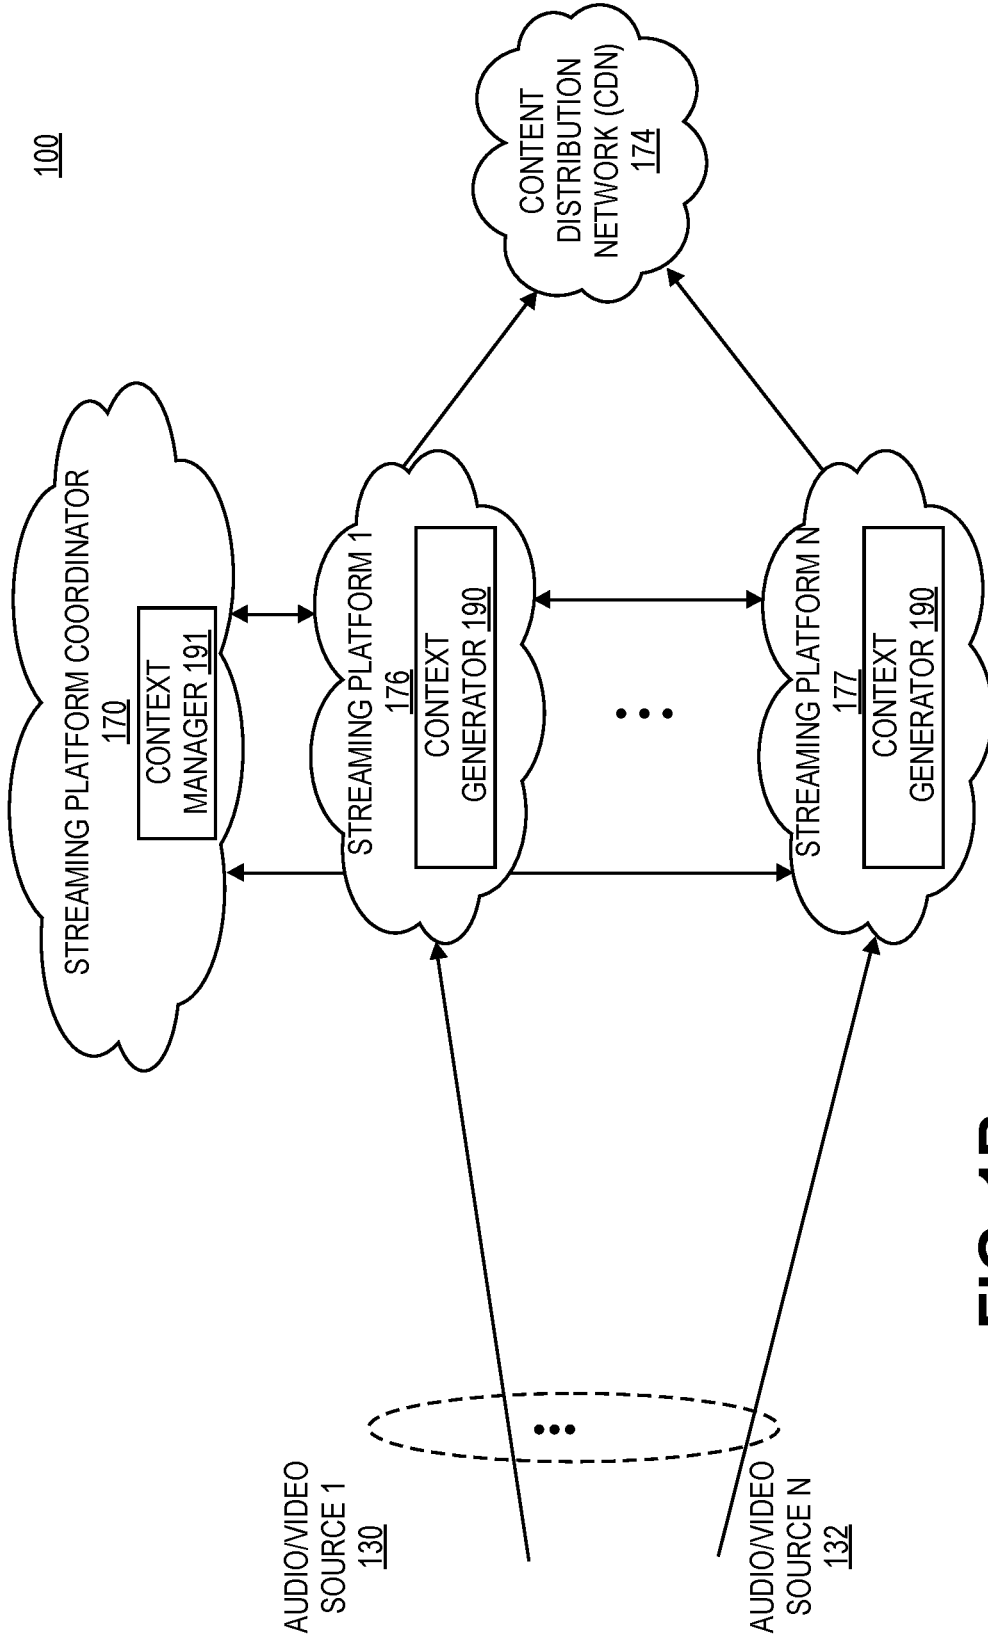 100
STREAMING PLATFORM COORDINATOR
170
CONTEXT
MANAGER 191
STREAMING PLATFORM 1
176
CONTEXT
GENERATOR 190
STREAMING PLATFORM N
177
CONTEXT
GENERATOR 190
CONTENT
DISTRIBUTION
NETWORK (CDN)
174
AUDIO/VIDEO
SOURCE 1
130
AUDIO/VIDEO
SOURCE N
132